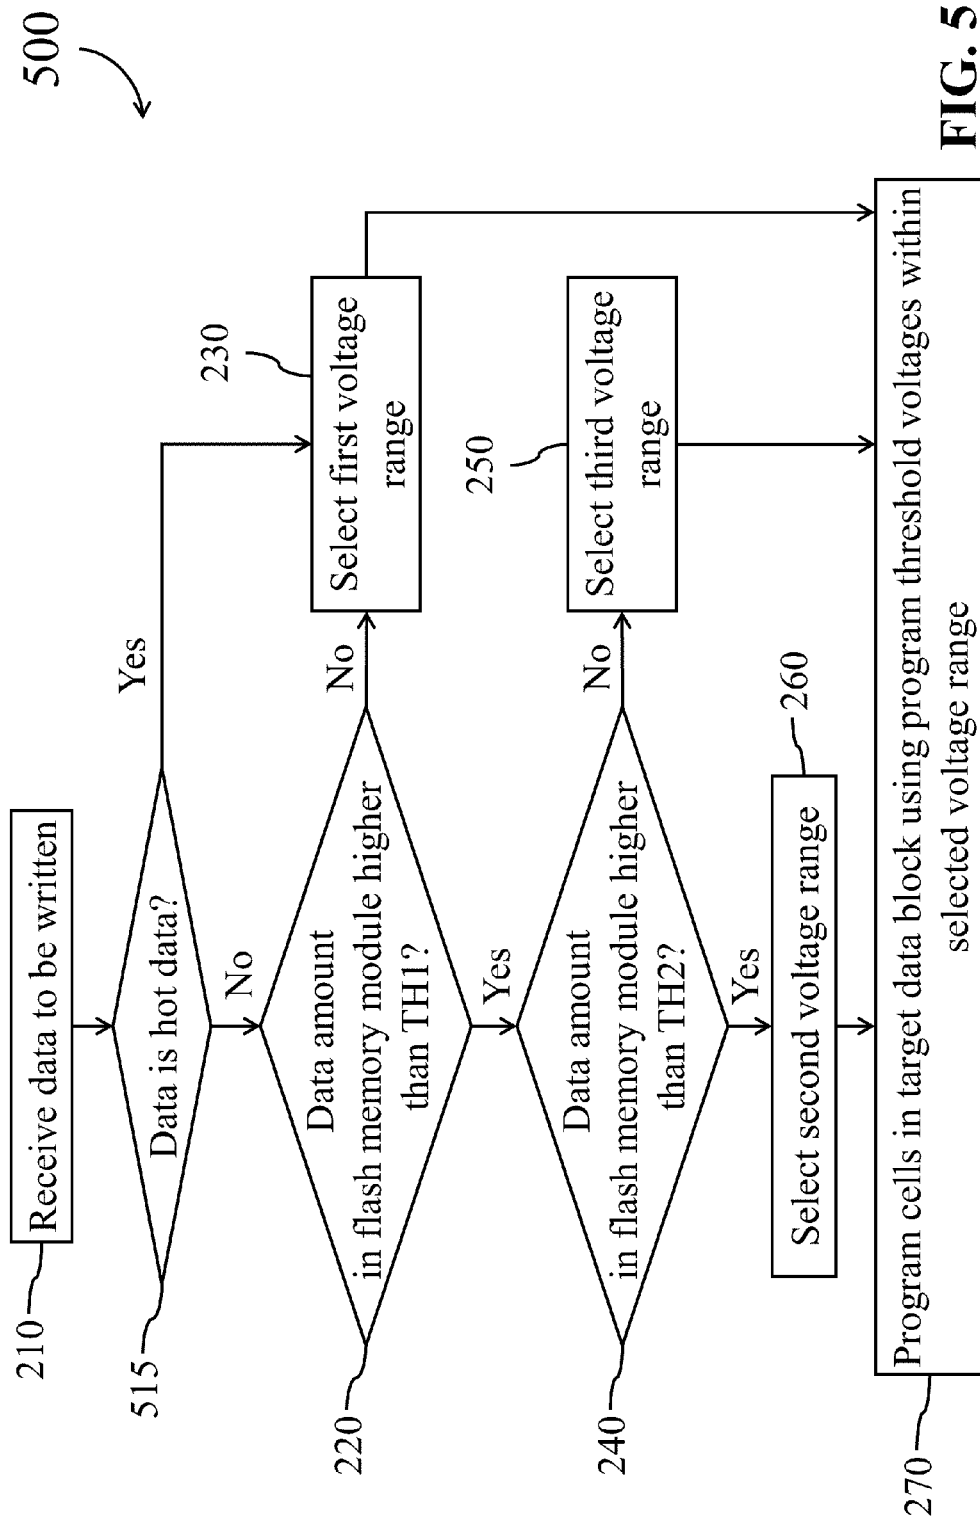 500
210
Receive data to be written
515
Data is hot data?
Yes
No
220
Data amount
in flash memory module higher
than TH1?
No
230
Select first voltage
range
Yes
240
Data amount
in flash memory module higher
than TH2?
No
250
Select third voltage
range
Yes
Select second voltage range
260
270
Program cells in target data block using program threshold voltages within
selected voltage range
FIG. 5